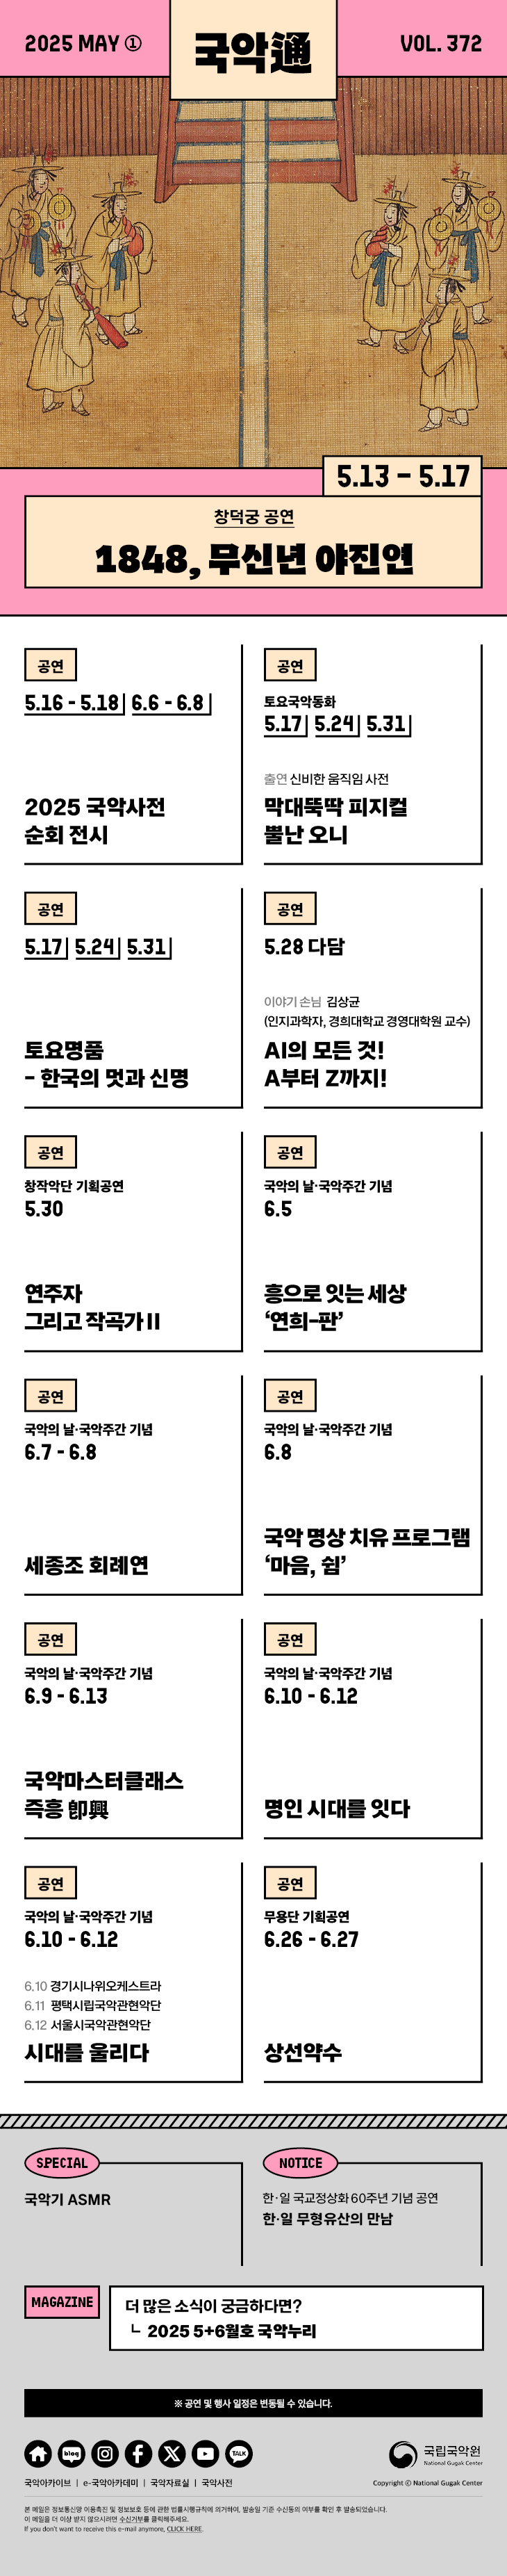 2025 MAY ①
국악通
VOL. 372
5.13 - 5.17
창덕궁 공연
1848, 무신년 야진연
공연
5.16 - 5.18 6.6 - 6.8
2025 국악사전
순회 전시
공연
토요국악동화
5.17 5.24 5.31
출연 신비한 움직임 사전
막대뚝딱 피지컬
뿔난 오니
공연
5.17 5.24 5.31
토요명품
- 한국의 멋과 신명
공연
5.28 다담
이야기 손님 김상균
(인지과학자, 경희대학교 경영대학원 교수)
AI의 모든 것!
A부터 Z까지!
공연
창작악단 기획공연
5.30
연주자
그리고 작곡가Ⅱ
공연
국악의 날·국악주간 기념
6.5
흥으로 잇는 세상
‘연희-판’
공연
국악의 날·국악주간 기념
6.7 - 6.8
세종조 회례연
공연
국악의 날·국악주간 기념
6.8
국악 명상 치유 프로그램
‘마음, 쉼’
공연
국악의 날·국악주간 기념
6.9 - 6.13
국악마스터클래스
즉흥 卽興
공연
국악의 날·국악주간 기념
6.10 - 6.12
명인 시대를 잇다
공연
국악의 날·국악주간 기념
6.10 - 6.12
6.10 경기시나위오케스트라
6.11 평택시립국악관현악단
6.12 서울시국악관현악단
시대를 울리다
공연
무용단 기획공연
6.26 - 6.27
상선약수
SPECIAL
국악기 ASMR
NOTICE
한·일 국교정상화 60주년 기념 공연
한·일 무형유산의 만남
MAGAZINE
더 많은 소식이 궁금하다면?
ㄴ 2025 5+6월호 국악누리
※ 공연 및 행사 일정은 변동될 수 있습니다.
blog
TALK
국립국악원
National Gugak Center
국악아카이브 | e-국악아카데미 | 국악자료실 | 국악사전
Copyright © National Gugak Center
본 메일은 정보통신망 이용촉진 및 정보보호 등에 관한 법률시행규칙에 의거하여, 발송일 기준 수신동의 여부를 확인 후 발송되었습니다.
이 메일을 더 이상 받지 않으시려면 수신거부를 클릭해주세요.
If you don't want to receive this e-mail anymore, CLICK HERE.